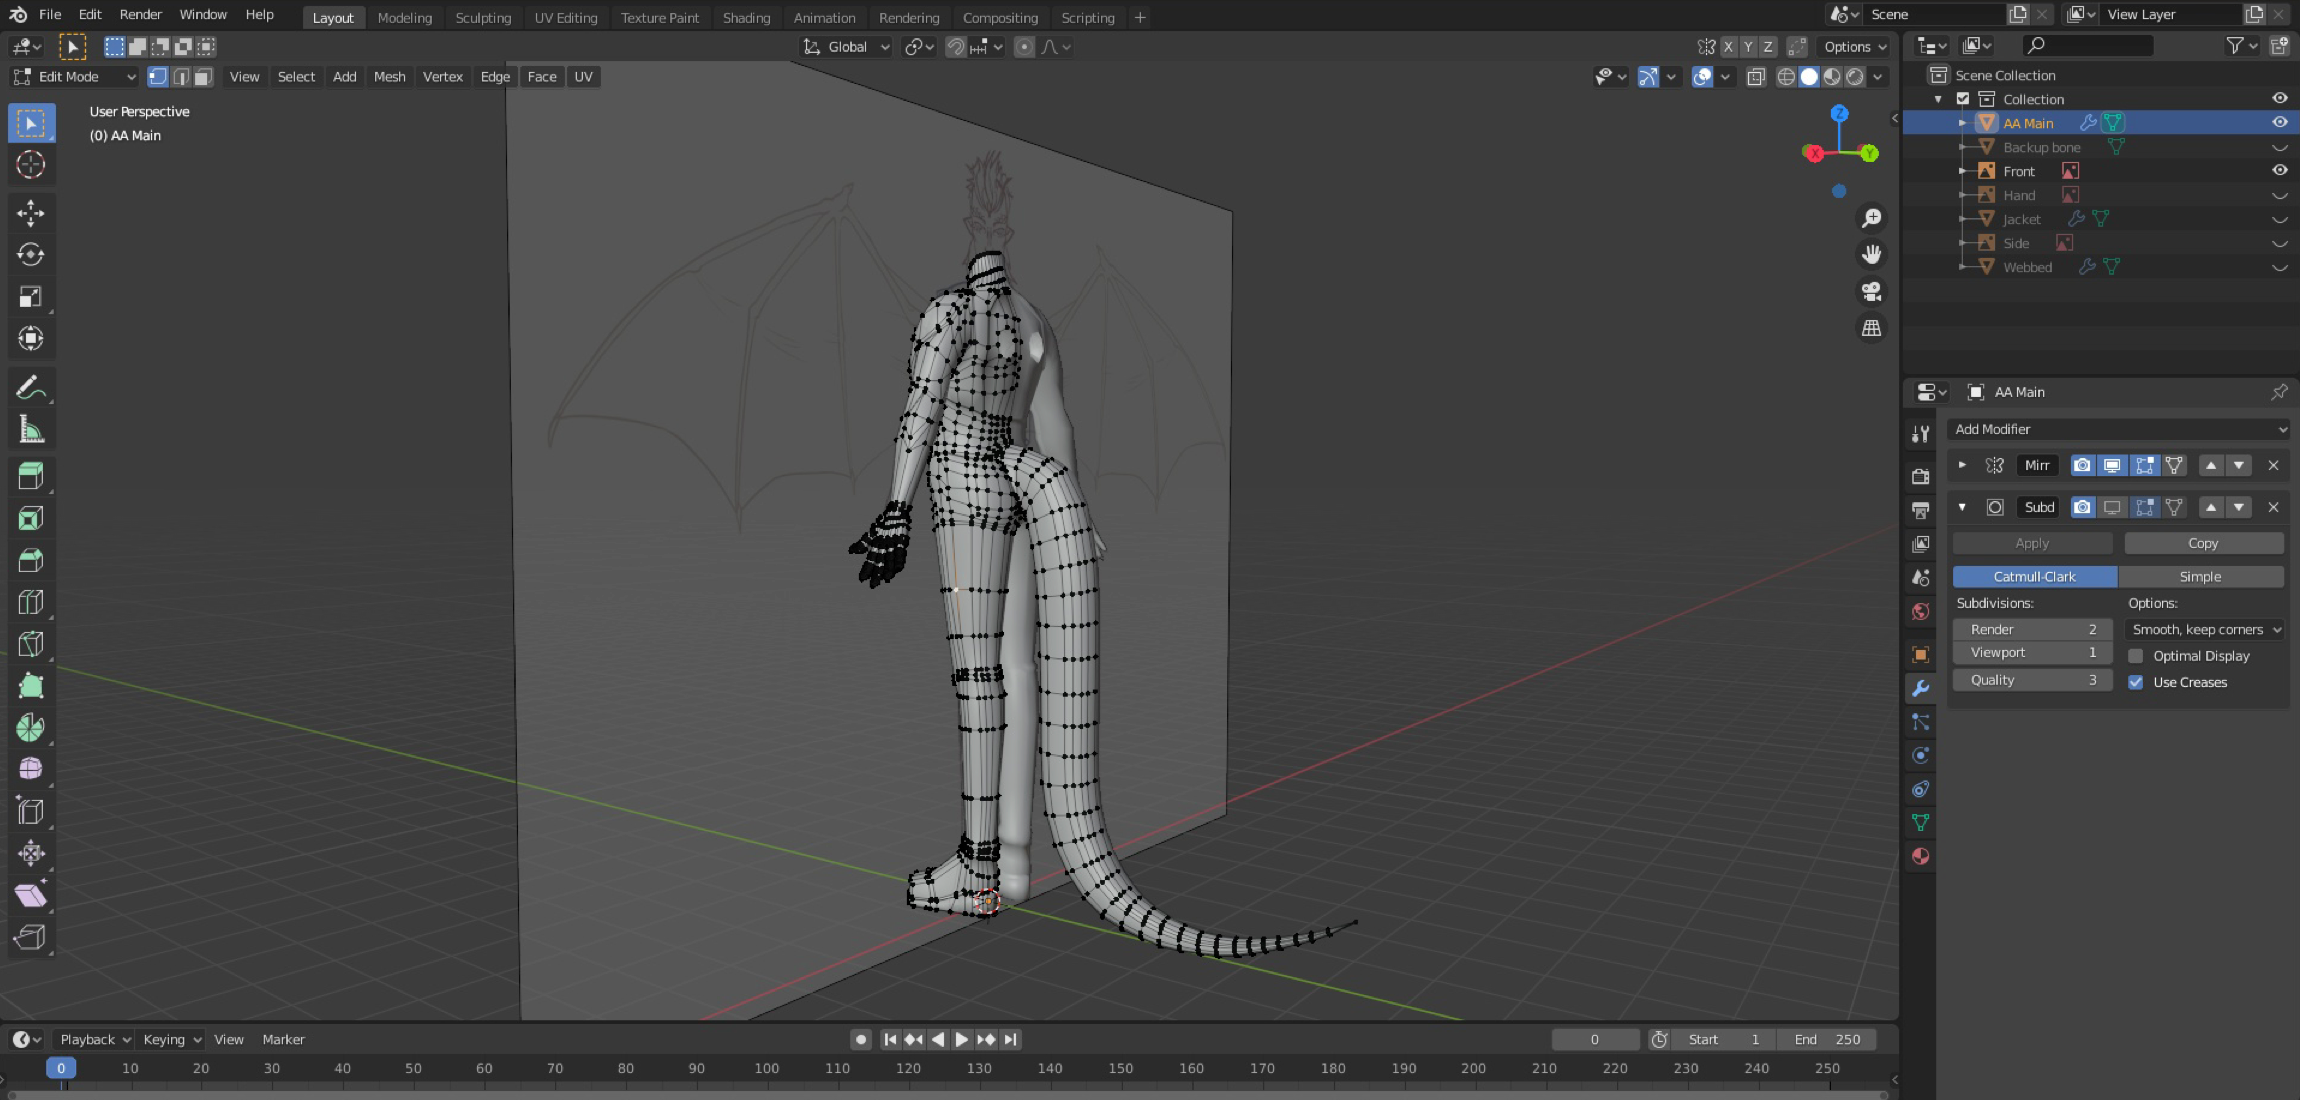 File Edit Render Window Help Layout Modeling Sculpting UV Editing Texture Paint Shading Animation Rendering Compositing Scripting + Scene View Layer
Global X Y Z Options
Edit Mode View Select Add Mesh Vertex Edge Face UV
User Perspective
(0) AA Main
Z
X Y
Scene Collection
Collection
AA Main
Backup bone
Front
Hand
Jacket
Side
Webbed
AA Main
Add Modifier
Mirr
Subd
Apply Copy
Catmull-Clark Simple
Subdivisions: Options:
Render 2 Smooth, keep corners
Viewport 1 Optimal Display
Quality 3 Use Creases
Playback Keying View Marker 0 Start 1 End 250
0 10 20 30 40 50 60 70 80 90 100 110 120 130 140 150 160 170 180 190 200 210 220 230 240 250